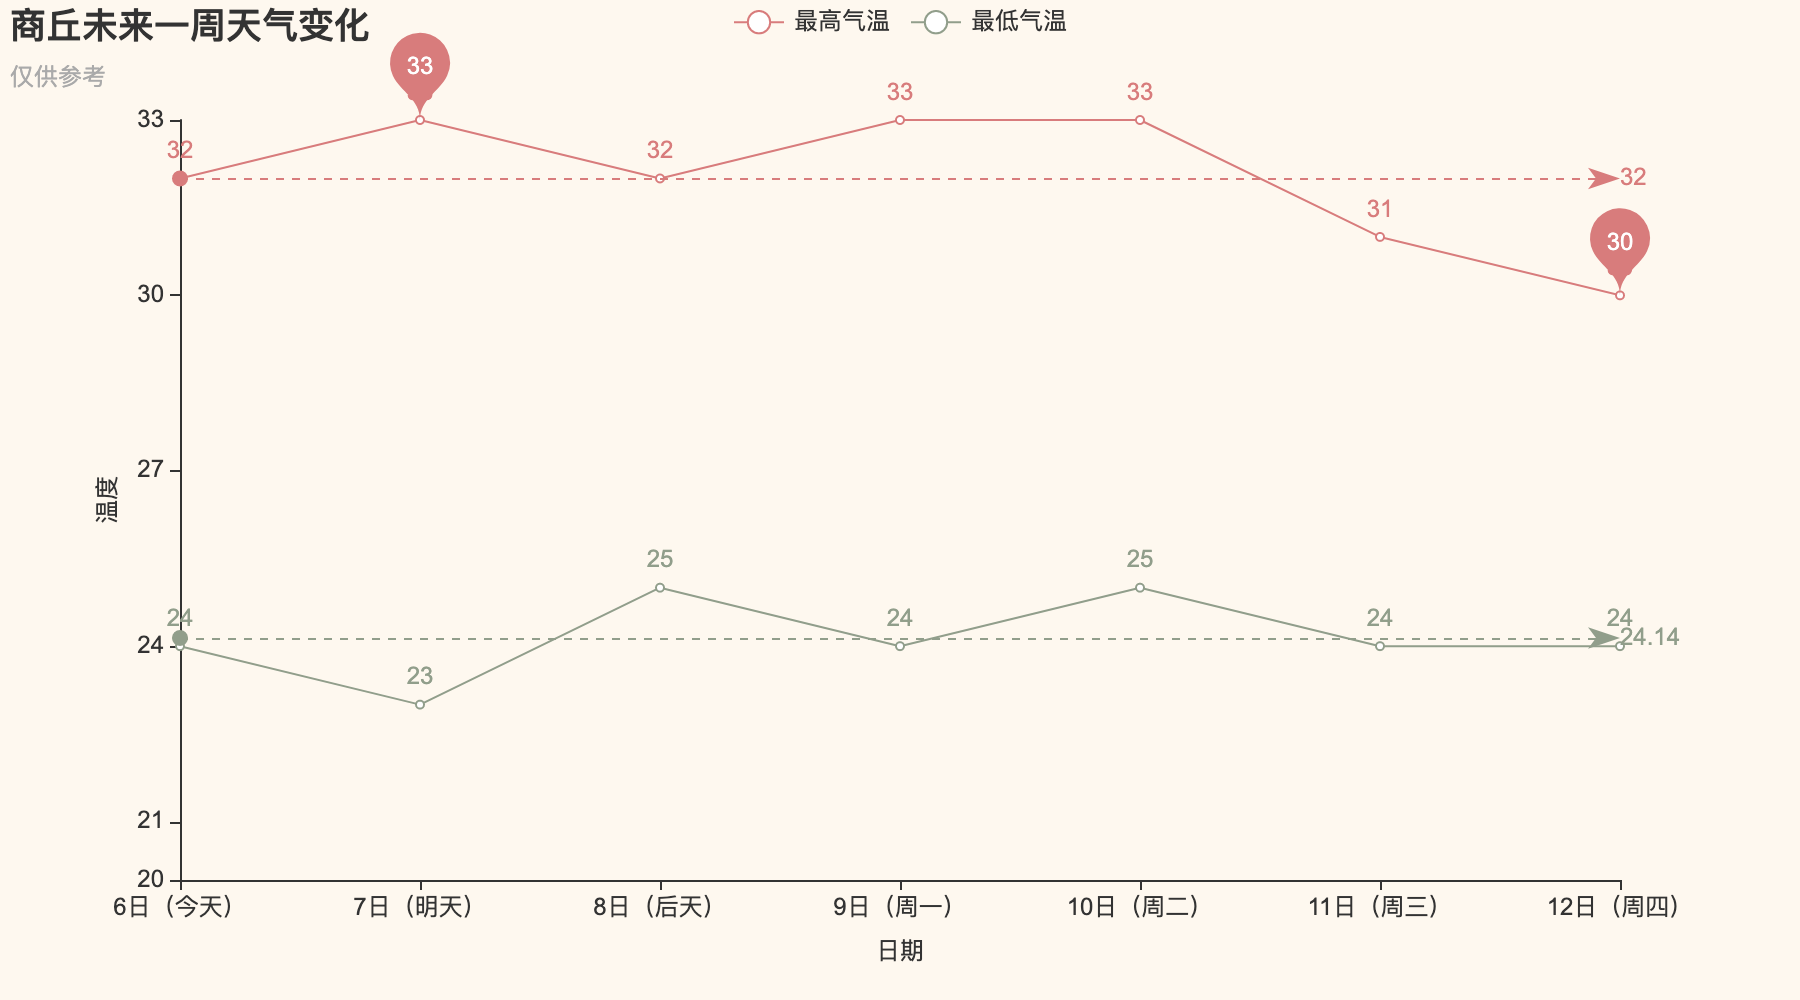 商丘未来一周天气变化
仅供参考
最高气温
最低气温
33
30
27
24
21
20
温度
32
33
32
33
33
31
30
32
24
23
25
24
25
24
24
24.14
6日（今天）
7日（明天）
8日（后天）
9日（周一）
10日（周二）
11日（周三）
12日（周四）
日期